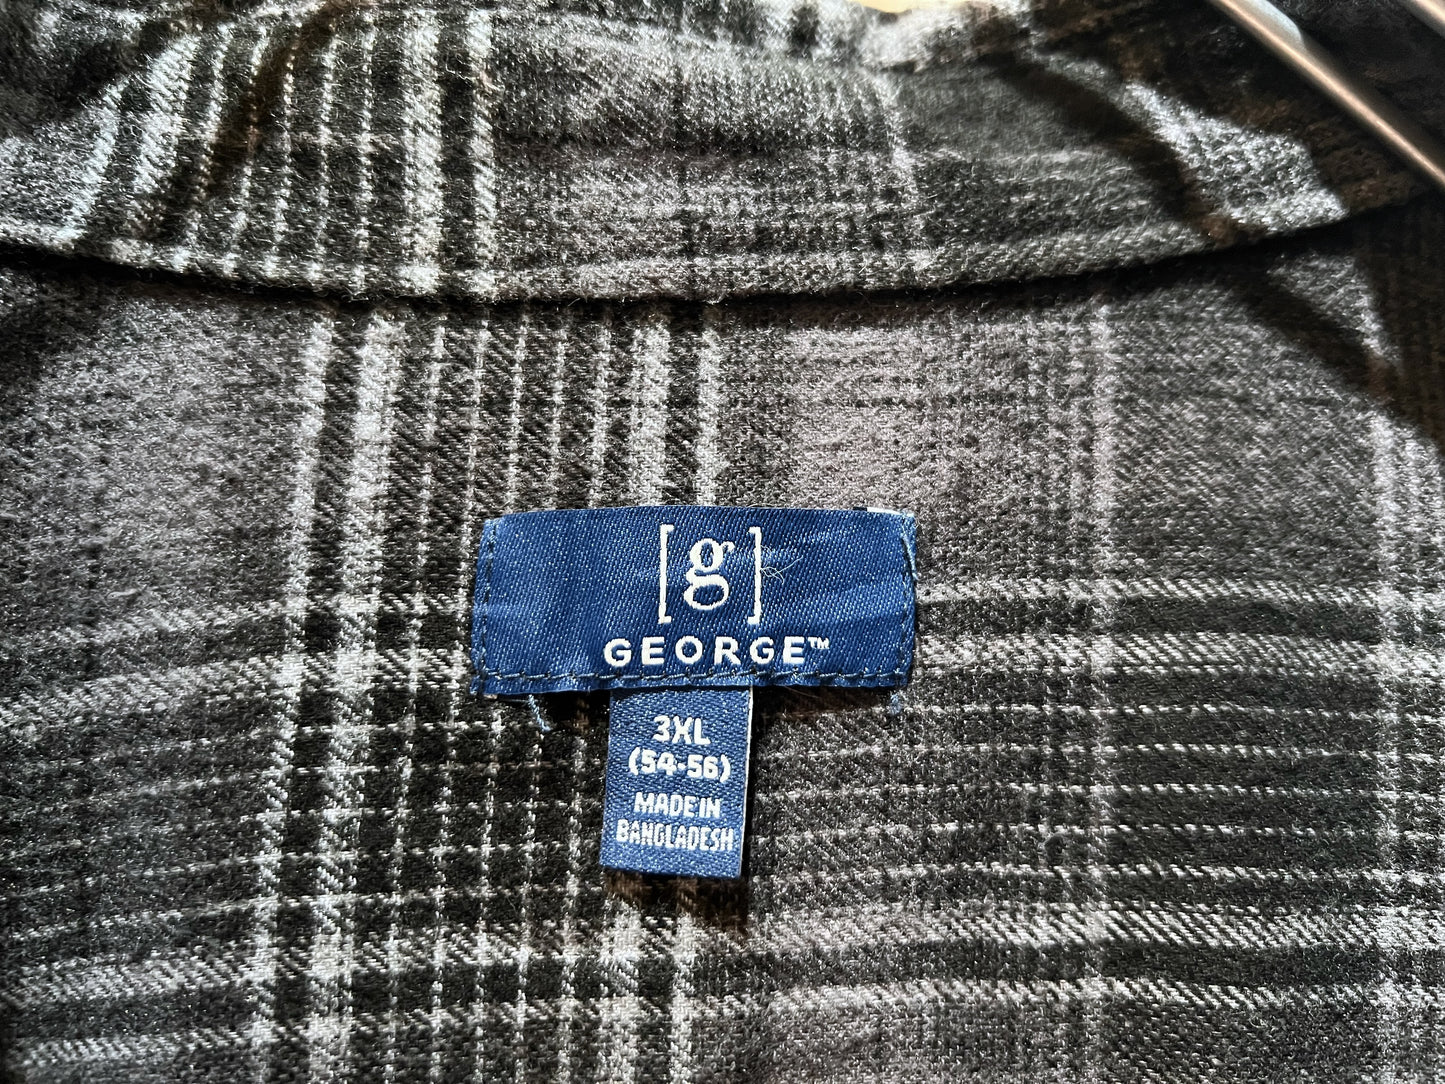 [g]
GEORGE™
3XL
(54-56)
MADE IN
BANGLADESH